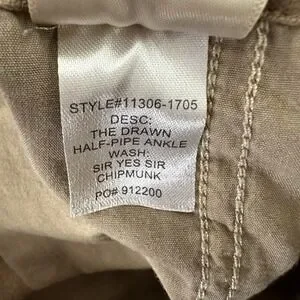 STYLE#11306-1705
DESC:
THE DRAWN
HALF-PIPE ANKLE
WASH:
SIR YES SIR
CHIPMUNK
PO# 912200